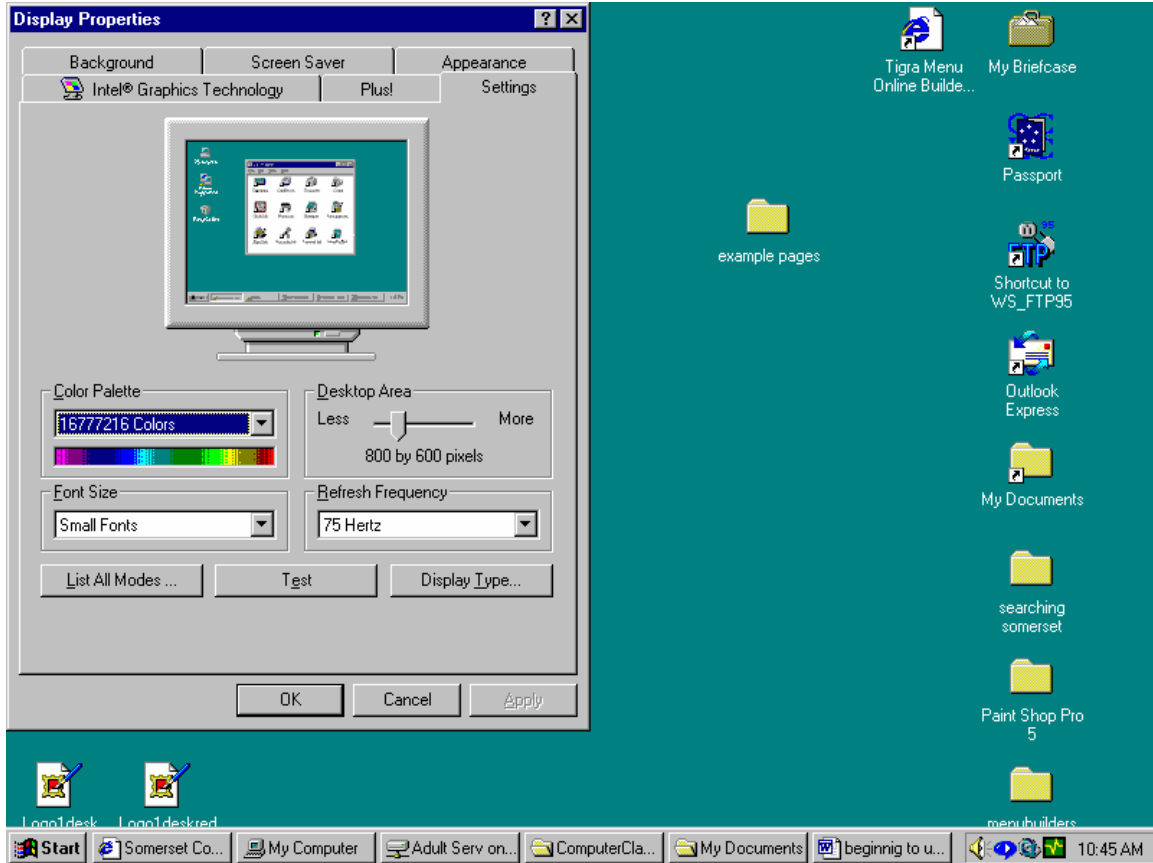 Display Properties
Background Screen Saver Appearance
Intel® Graphics Technology Plus! Settings
Color Palette
16777216 Colors
Desktop Area
Less More
800 by 600 pixels
Font Size
Small Fonts
Refresh Frequency
75 Hertz
List All Modes ... Test Display Type...
OK Cancel Apply
Tigra Menu
Online Builde...
My Briefcase
Passport
example pages
95
FTP
Shortcut to
WS_FTP95
Outlook
Express
My Documents
searching
somerset
Paint Shop Pro
5
menubuilders
Logo1desk Logo1deskred
Start Somerset Co... My Computer Adult Serv on... ComputerCla... My Documents beginnig to u... 10:45 AM